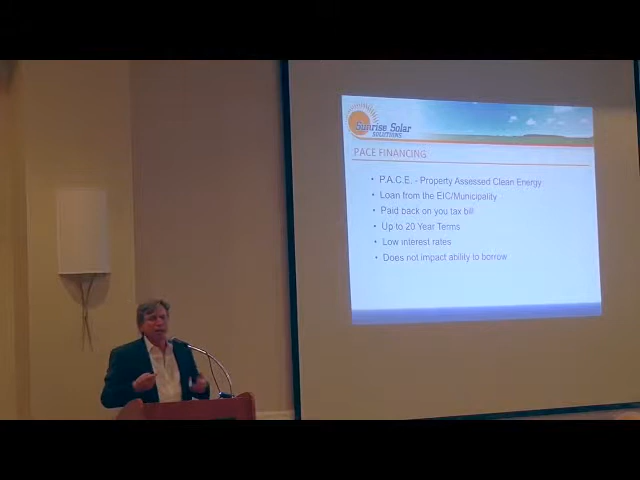 Sunrise Solar
SOLUTIONS
PACE FINANCING
• P.A.C.E. - Property Assessed Clean Energy
• Loan from the EIC/Municipality
• Paid back on you tax bill
• Up to 20 Year Terms
• Low interest rates
• Does not impact ability to borrow